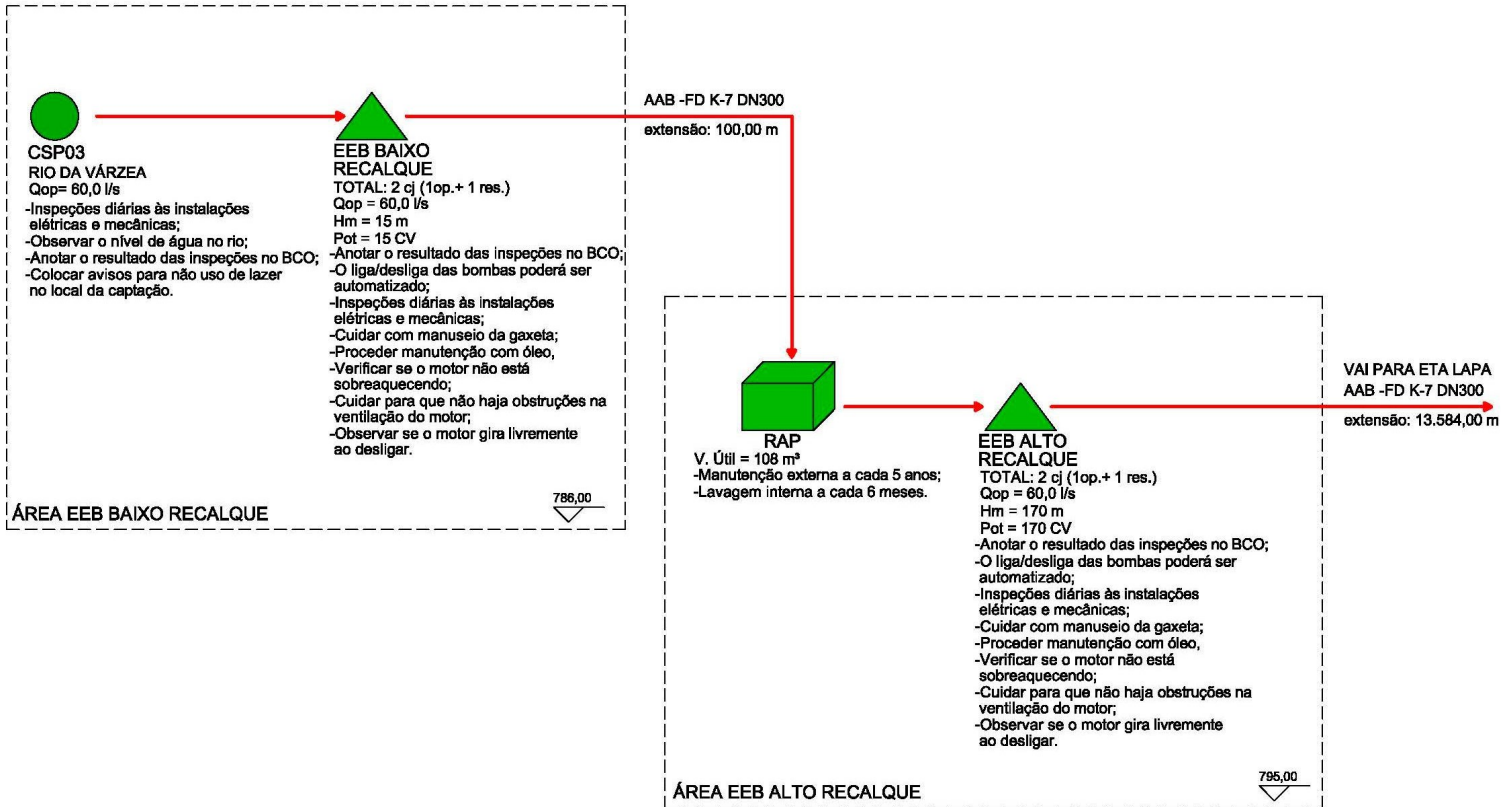 CSP03
RIO DA VÁRZEA
Qop= 60,0 l/s
-Inspeções diárias às instalações
elétricas e mecânicas;
-Observar o nível de água no rio;
-Anotar o resultado das inspeções no BCO;
-Colocar avisos para não uso de lazer
no local da captação.
EEB BAIXO
RECALQUE
TOTAL: 2 cj (1op.+ 1 res.)
Qop = 60,0 l/s
Hm = 15 m
Pot = 15 CV
-Anotar o resultado das inspeções no BCO;
-O liga/desliga das bombas poderá ser
automatizado;
-Inspeções diárias às instalações
elétricas e mecânicas;
-Cuidar com manuseio da gaxeta;
-Proceder manutenção com óleo,
-Verificar se o motor não está
sobreaquecendo;
-Cuidar para que não haja obstruções na
ventilação do motor;
-Observar se o motor gira livremente
ao desligar.
ÁREA EEB BAIXO RECALQUE
786,00
AAB -FD K-7 DN300
extensão: 100,00 m
RAP
V. Útil = 108 m³
-Manutenção externa a cada 5 anos;
-Lavagem interna a cada 6 meses.
EEB ALTO
RECALQUE
TOTAL: 2 cj (1op.+ 1 res.)
Qop = 60,0 l/s
Hm = 170 m
Pot = 170 CV
-Anotar o resultado das inspeções no BCO;
-O liga/desliga das bombas poderá ser
automatizado;
-Inspeções diárias às instalações
elétricas e mecânicas;
-Cuidar com manuseio da gaxeta;
-Proceder manutenção com óleo,
-Verificar se o motor não está
sobreaquecendo;
-Cuidar para que não haja obstruções na
ventilação do motor;
-Observar se o motor gira livremente
ao desligar.
ÁREA EEB ALTO RECALQUE
795,00
VAI PARA ETA LAPA
AAB -FD K-7 DN300
extensão: 13.584,00 m